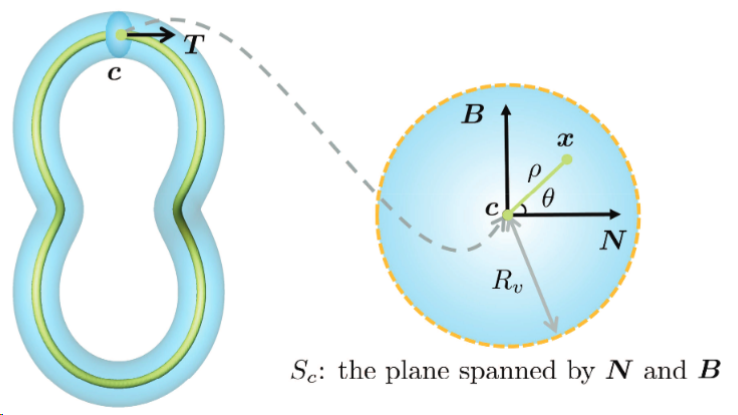 T
c
B
x
ρ
c
θ
N
R_v
S_c: the plane spanned by N and B